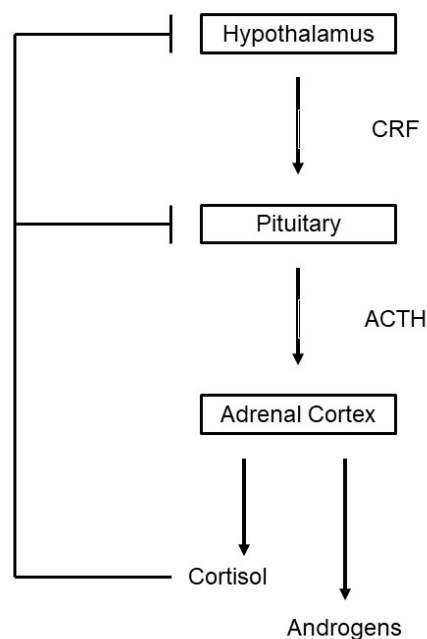 Hypothalamus
CRF
Pituitary
ACTH
Adrenal Cortex
Cortisol
Androgens